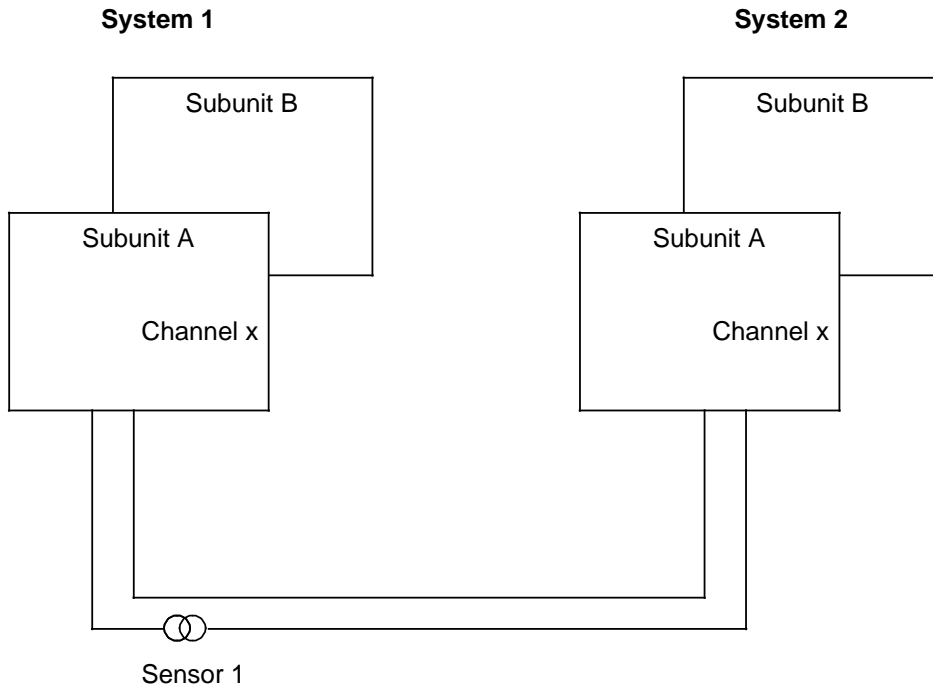 System 1
System 2
Subunit B
Subunit B
Subunit A
Subunit A
Channel x
Channel x
Sensor 1